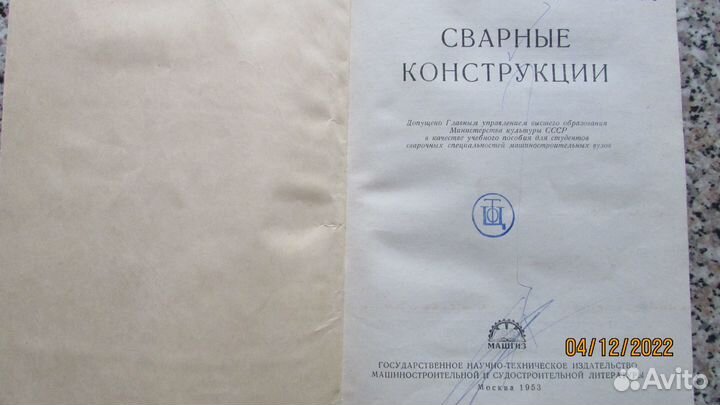 СВАРНЫЕ
КОНСТРУКЦИИ
Допущено Главным управлением высшего образования
Министерства культуры СССР
в качестве учебного пособия для студентов
сварочных специальностей машиностроительных вузов
МАШГИЗ
ГОСУДАРСТВЕННОЕ НАУЧНО-ТЕХНИЧЕСКОЕ ИЗДАТЕЛЬСТВО
МАШИНОСТРОИТЕЛЬНОЙ И СУДОСТРОИТЕЛЬНОЙ ЛИТЕРАТУРЫ
Москва 1953
04/12/2022
Avito